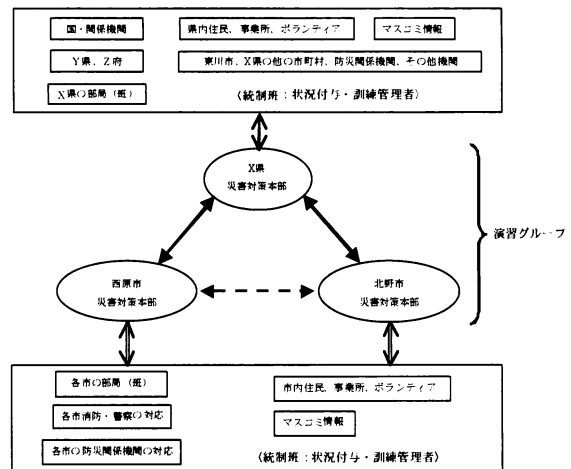 国・関係機関
県内住民、事業所、ボランティア
マスコミ情報
Y県、Z府
東川市、X県の他の市町村、防災関係機関、その他機関
X県の部局（班）
（統制班：状況付与・訓練管理者）
X県
災害対策本部
演習グループ
西原市
災害対策本部
北野市
災害対策本部
各市の部局（班）
市内住民、事業所、ボランティア
各市消防・警察の対応
マスコミ情報
各市の防災関係機関の対応
（統制班：状況付与・訓練管理者）